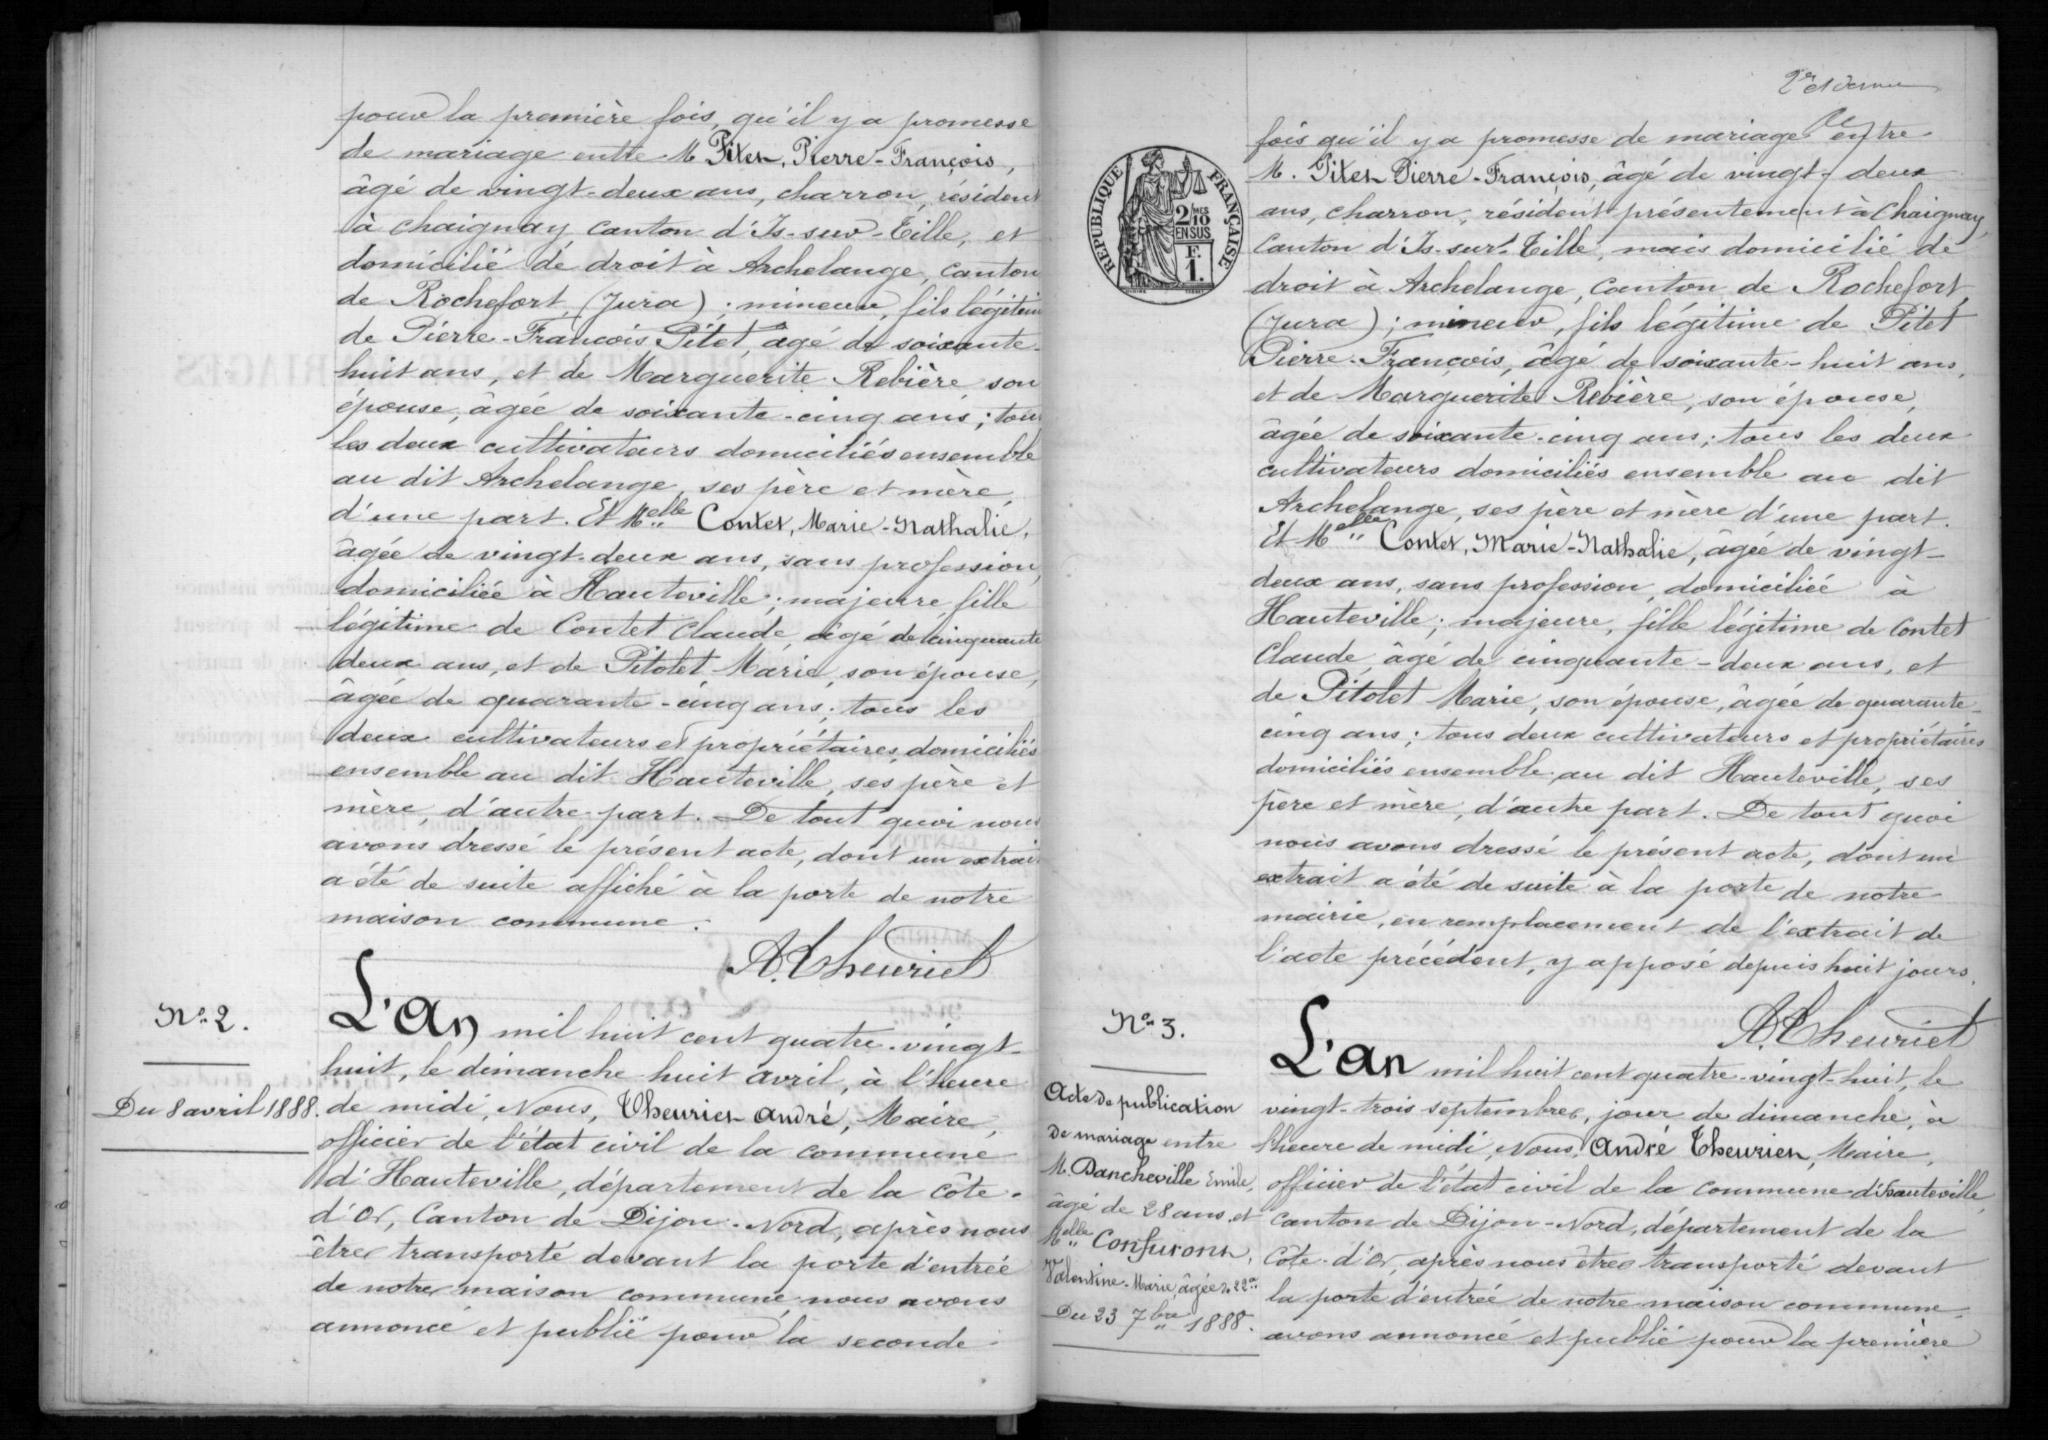 pour la première fois, qu'il y a promesse
de mariage entre M. Pitet, Pierre-François,
âgé de vingt-deux ans, charron, résident
à Chaignay canton d'Is-sur-Tille, et
domicilié de droit à Archelange, canton
de Rochefort, (Jura); mineur, fils légitime
de Pierre-François Pitet, âgé de soixante-
huit ans, et de Marguerite Rebière son
épouse, âgée de soixante-cinq ans; tous
les deux cultivateurs domiciliés ensemble
au dit Archelange, ses père et mère,
d'une part. Et Melle Contet, Marie-Nathalie,
âgée de vingt-deux ans, sans profession,
domiciliée à Hauteville; majeure, fille
légitime de Contet Claude, âgé de cinquante
deux ans, et de Pitolet Marie, son épouse,
âgée de quarante-cinq ans; tous les
deux cultivateurs et propriétaires, domiciliés
ensemble au dit Hauteville, ses père et
mère, d'autre part. De tout quoi nous
avons dressé le présent acte, dont un extrait
a été de suite affiché à la porte de notre
maison commune.
A. Theuriet
No 2.
Du 8 avril 1888.
L'an mil huit cent quatre-vingt-
huit, le dimanche huit avril, à l'heure
de midi, Nous, Theuriet André, Maire,
officier de l'état civil de la commune
d'Hauteville, département de la Côte-
d'Or, Canton de Dijon-Nord, après nous
être transporté devant la porte d'entrée
de notre maison commune nous avons
annoncé et publié pour la seconde
2e et
RÉPUBLIQUE FRANÇAISE
2/10MES
EN SUS
F.
1.
fois qu'il y a promesse de mariage entre
M. Pitet Pierre-François, âgé de vingt-deux
ans, charron, résident présentement à Chaignay,
Canton d'Is-sur-Tille, mais domicilié de
droit à Archelange, canton de Rochefort,
(Jura); mineur, fils légitime de Pitet
Pierre-François, âgé de soixante-huit ans,
et de Marguerite Rebière, son épouse,
âgée de soixante-cinq ans; tous les deux
cultivateurs domiciliés ensemble au dit
Archelange, ses père et mère d'une part.
Et Melle Contet, Marie-Nathalie, âgée de vingt-
deux ans, sans profession, domiciliée à
Hauteville; majeure, fille légitime de Contet
Claude, âgé de cinquante-deux ans, et
de Pitolet Marie, son épouse, âgée de quarante-
cinq ans; tous deux cultivateurs et propriétaires
domiciliés ensemble au dit Hauteville, ses
père et mère, d'autre part. De tout quoi
nous avons dressé le présent acte, dont un
extrait a été de suite à la porte de notre
mairie, en remplacement de l'extrait de
l'acte précédent, y apposé depuis huit jours.
A. Theuriet
No 3.
Acte de publication
de mariage entre
M. Dancheville Emile,
âgé de 28 ans, et
Melle Confuron,
Valentine-Marie, âgée de 22 a.
Du 23 7bre 1888.
L'an mil huit cent quatre-vingt-huit, le
vingt-trois septembre, jour de dimanche, à
l'heure de midi, Nous, André Theuriet, Maire,
officier de l'état civil de la commune d'Hauteville,
canton de Dijon-Nord, département de la
Côte-d'Or, après nous être transporté devant
la porte d'entrée de notre maison commune
avons annoncé et publié pour la première